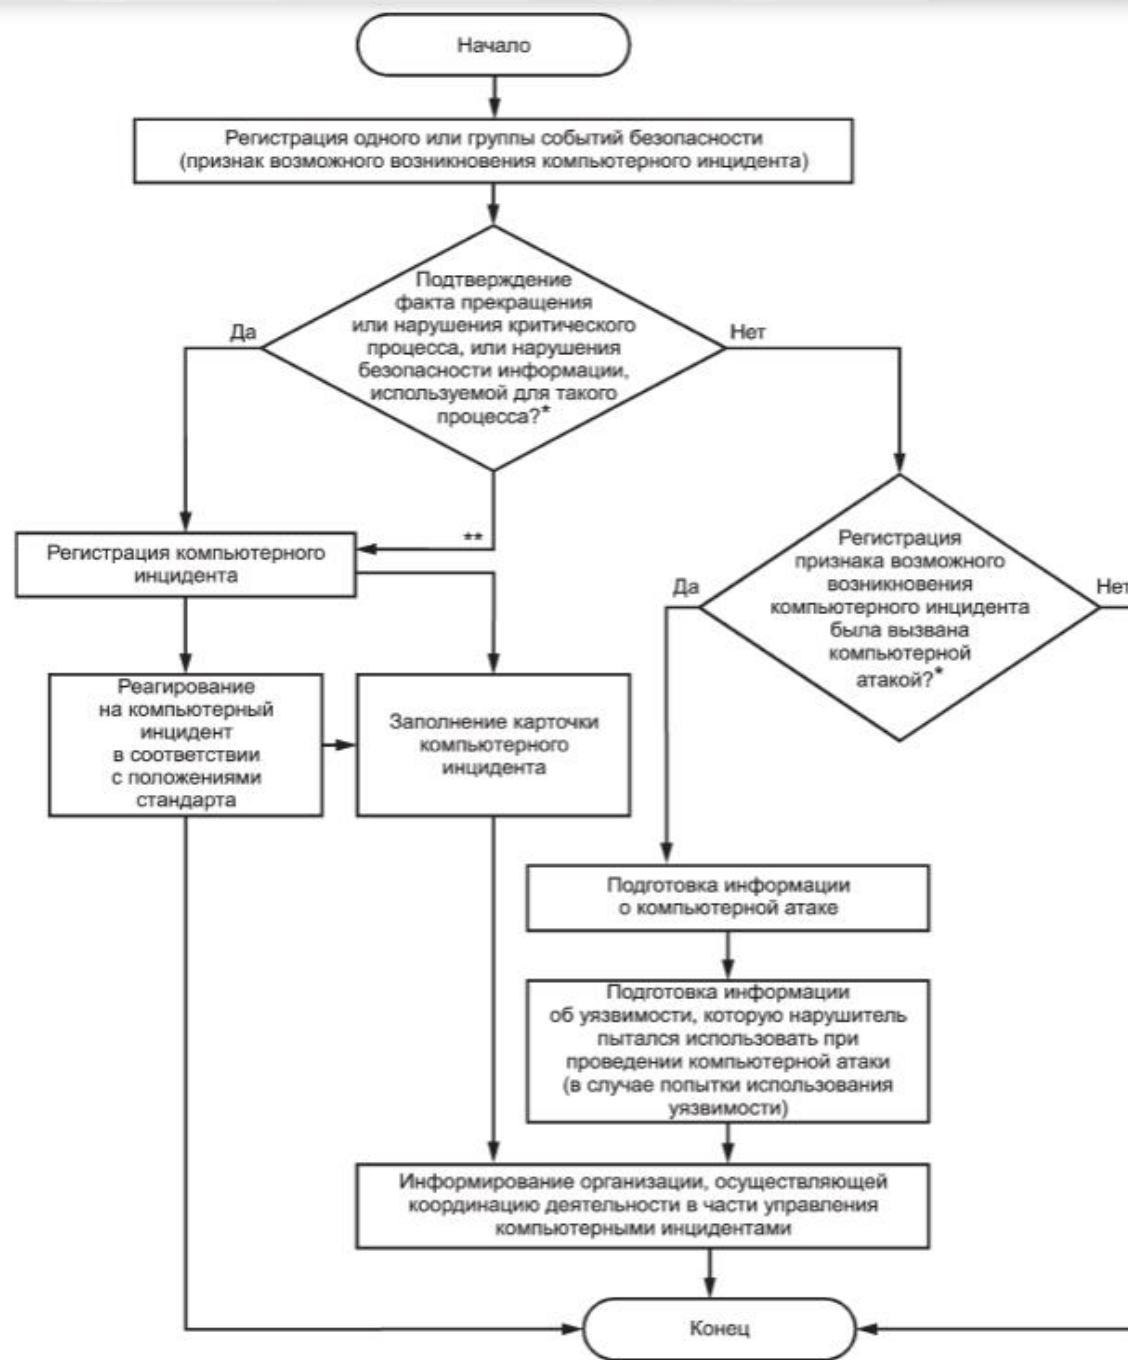 Начало
Регистрация одного или группы событий безопасности
(признак возможного возникновения компьютерного инцидента)
Подтверждение
факта прекращения
или нарушения критического
процесса, или нарушения
безопасности информации,
используемой для такого
процесса?*
Да
Нет
**
Регистрация компьютерного
инцидента
Регистрация
признака возможного
возникновения
компьютерного инцидента
была вызвана
компьютерной
атакой?*
Да
Нет
Реагирование
на компьютерный
инцидент
в соответствии
с положениями
стандарта
Заполнение карточки
компьютерного
инцидента
Подготовка информации
о компьютерной атаке
Подготовка информации
об уязвимости, которую нарушитель
пытался использовать при
проведении компьютерной атаки
(в случае попытки использования
уязвимости)
Информирование организации, осуществляющей
координацию деятельности в части управления
компьютерными инцидентами
Конец